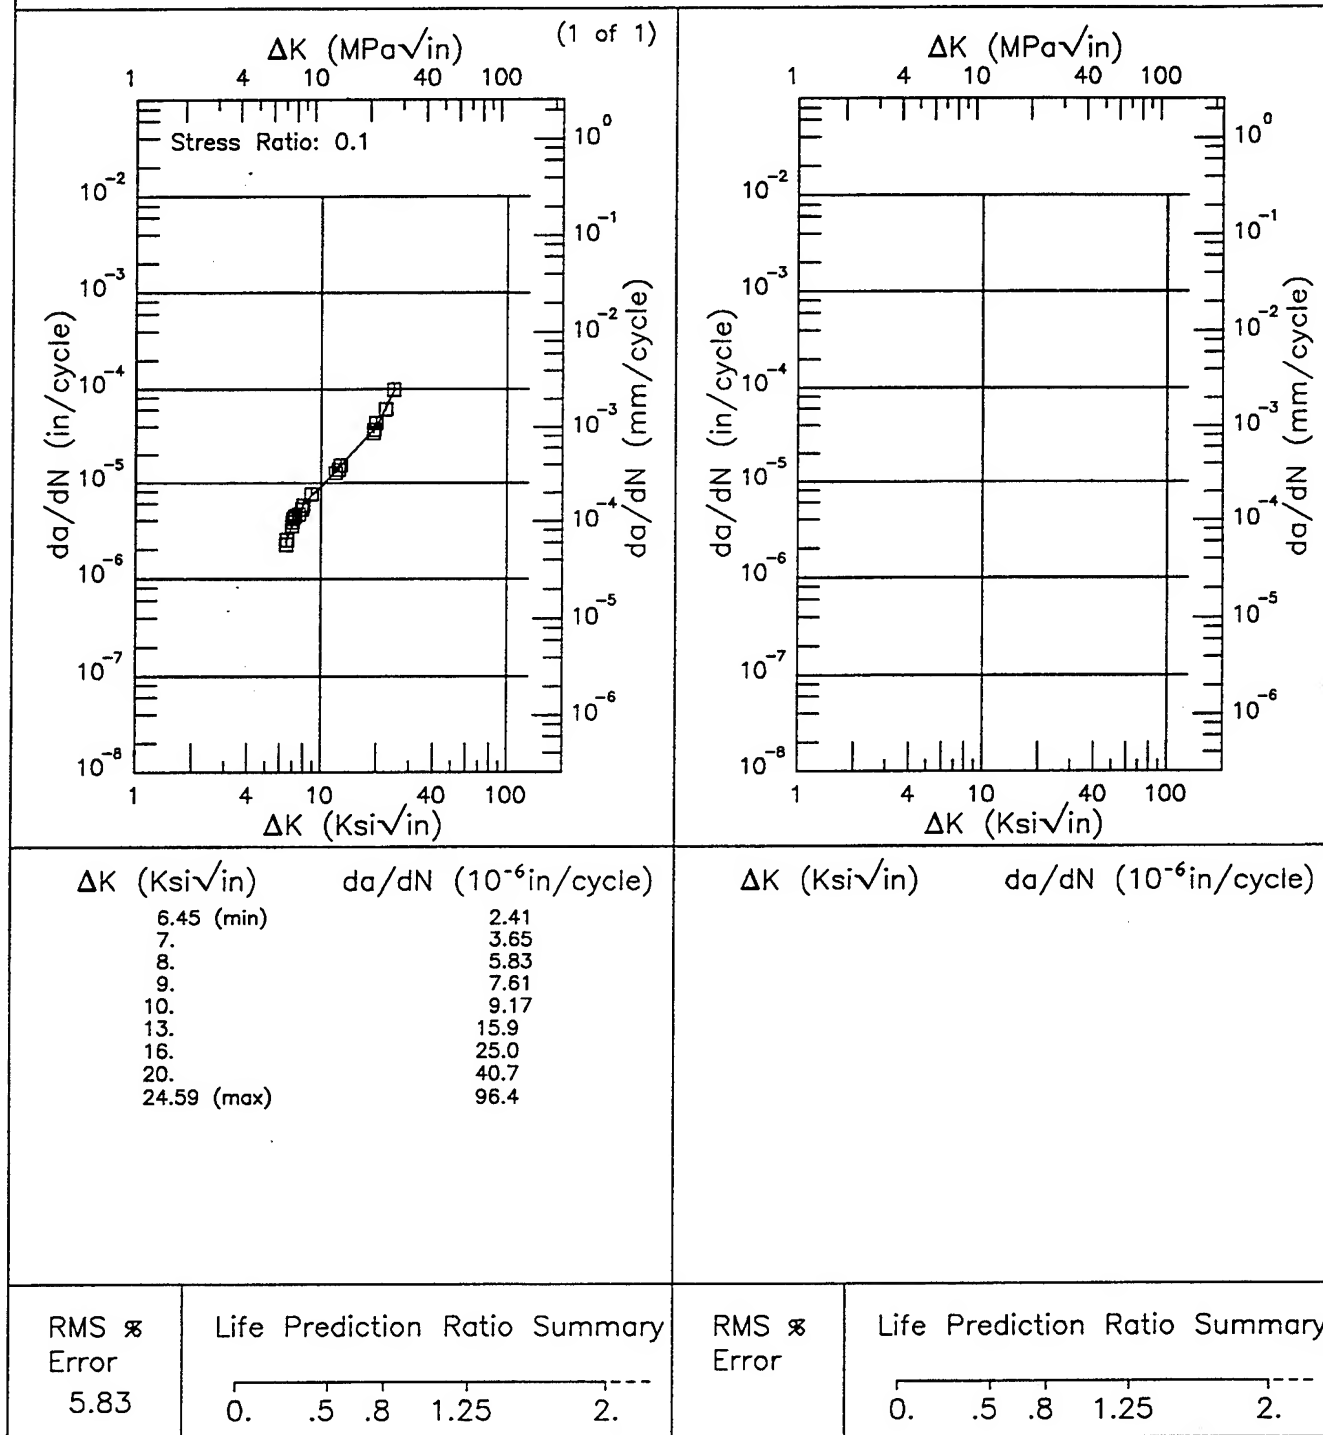 (1 of 1)
ΔK (MPa√in)
1 4 10 40 100
Stress Ratio: 0.1
da/dN (in/cycle)
10⁻²
10⁻³
10⁻⁴
10⁻⁵
10⁻⁶
10⁻⁷
10⁻⁸
da/dN (mm/cycle)
10⁰
10⁻¹
10⁻²
10⁻³
10⁻⁴
10⁻⁵
10⁻⁶
1 4 10 40 100
ΔK (Ksi√in)
ΔK (MPa√in)
1 4 10 40 100
da/dN (in/cycle)
10⁻²
10⁻³
10⁻⁴
10⁻⁵
10⁻⁶
10⁻⁷
10⁻⁸
da/dN (mm/cycle)
10⁰
10⁻¹
10⁻²
10⁻³
10⁻⁴
10⁻⁵
10⁻⁶
1 4 10 40 100
ΔK (Ksi√in)
ΔK (Ksi√in) da/dN (10⁻⁶in/cycle)
6.45 (min) 2.41
7. 3.65
8. 5.83
9. 7.61
10. 9.17
13. 15.9
16. 25.0
20. 40.7
24.59 (max) 96.4
ΔK (Ksi√in) da/dN (10⁻⁶in/cycle)
RMS %
Error
5.83
Life Prediction Ratio Summary
0. .5 .8 1.25 2.
RMS %
Error
Life Prediction Ratio Summary
0. .5 .8 1.25 2.